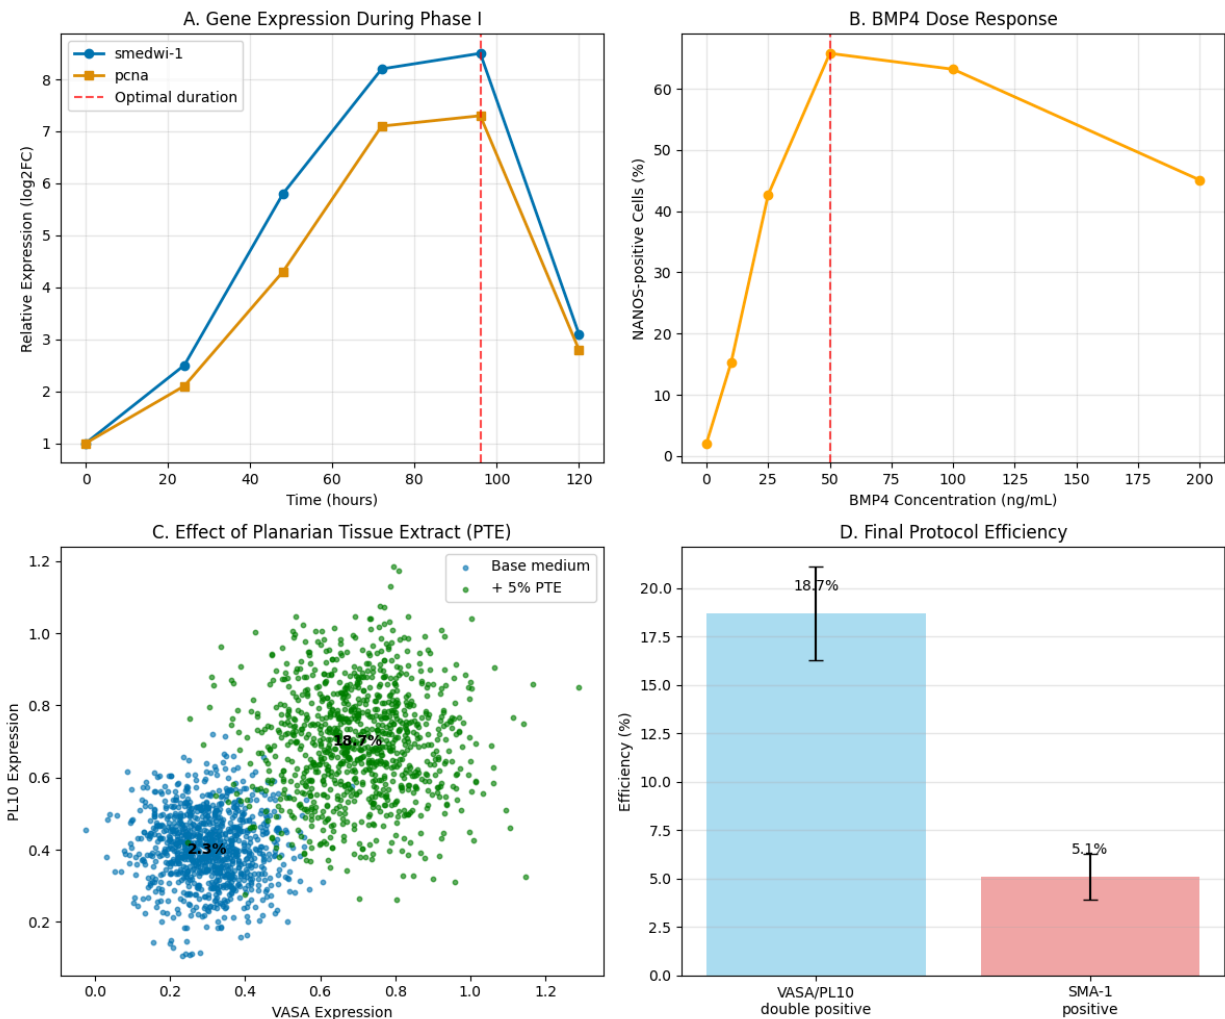 A. Gene Expression During Phase I
smedwi-1
pcna
Optimal duration
8
7
6
5
4
3
2
1
Relative Expression (log2FC)
0 20 40 60 80 100 120
Time (hours)
B. BMP4 Dose Response
60
50
40
30
20
10
0
NANOS-positive Cells (%)
0 25 50 75 100 125 150 175 200
BMP4 Concentration (ng/mL)
C. Effect of Planarian Tissue Extract (PTE)
Base medium
+ 5% PTE
1.2
1.0
0.8
0.6
0.4
0.2
PL10 Expression
18.7%
2.3%
0.0 0.2 0.4 0.6 0.8 1.0 1.2
VASA Expression
D. Final Protocol Efficiency
20.0
17.5
15.0
12.5
10.0
7.5
5.0
2.5
0.0
Efficiency (%)
18.7%
5.1%
VASA/PL10
double positive
SMA-1
positive